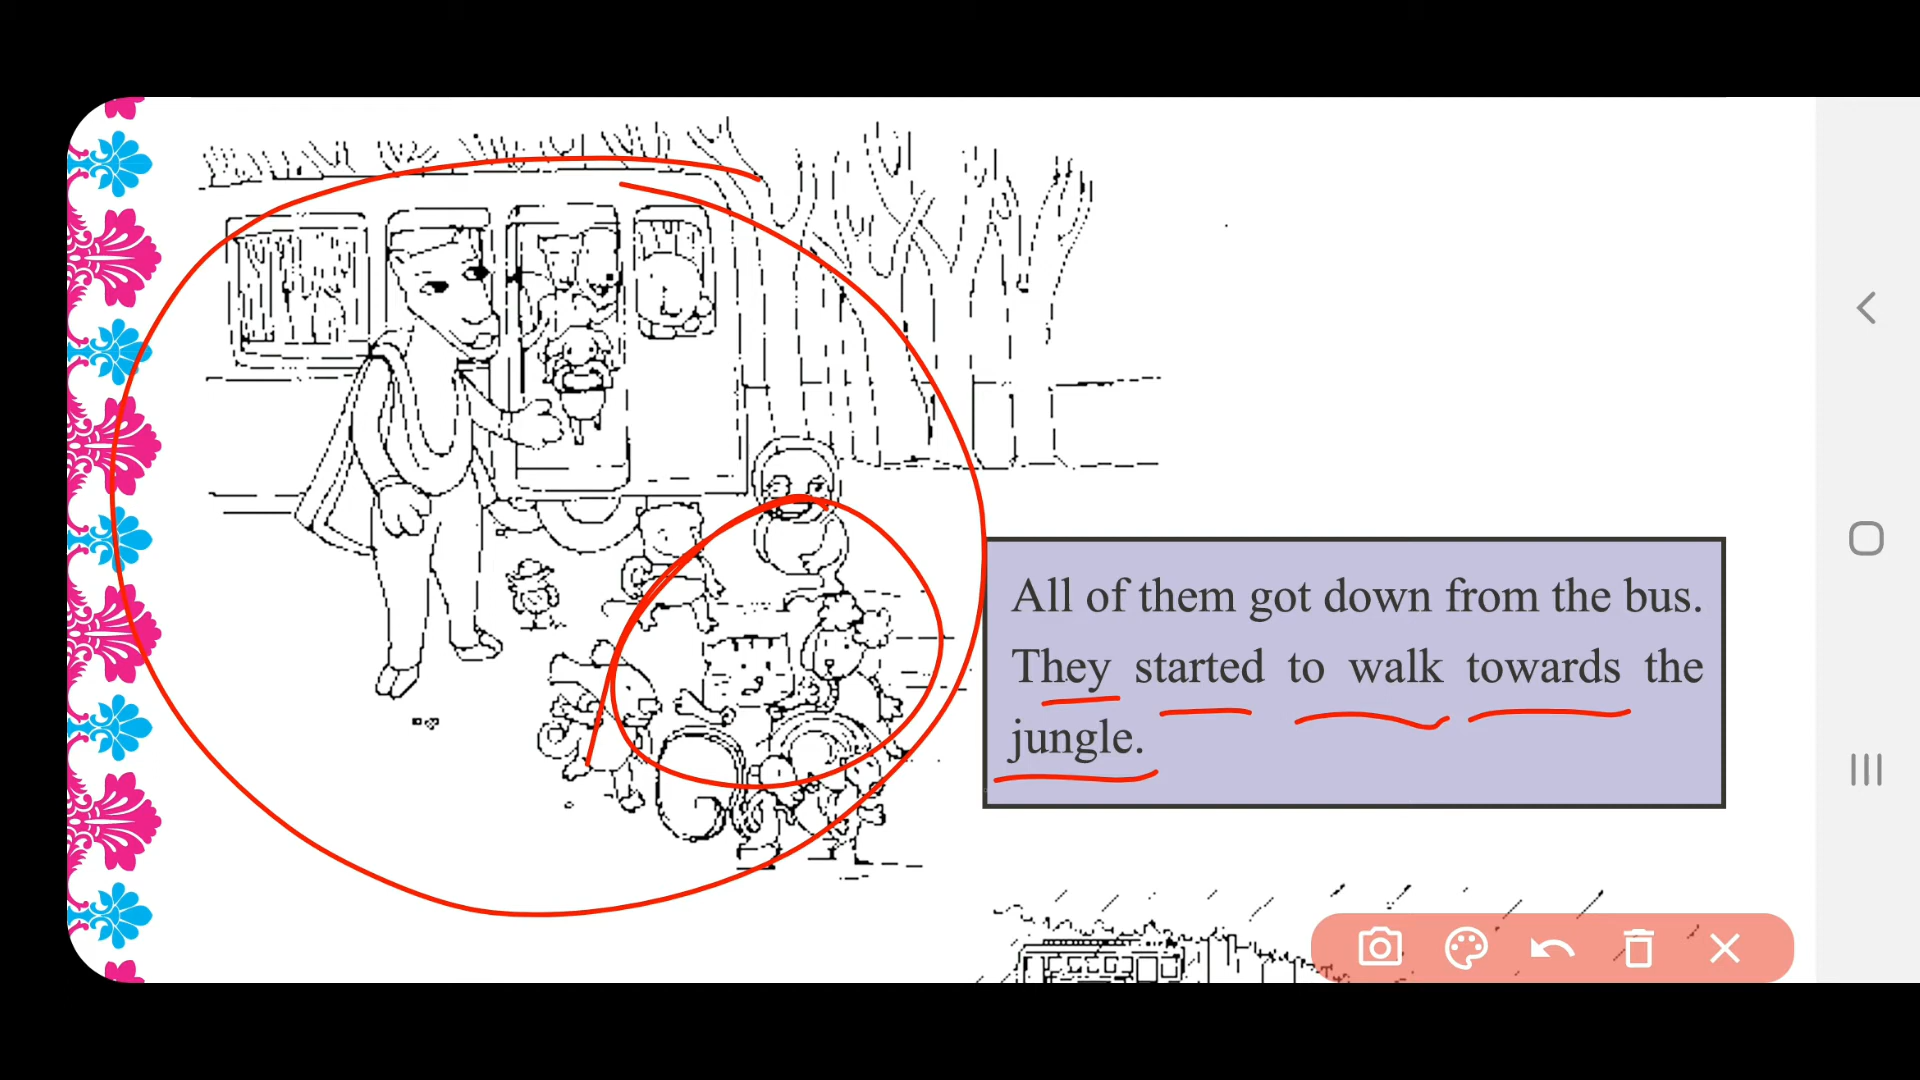 All of them got down from the bus.
They started to walk towards the
jungle.